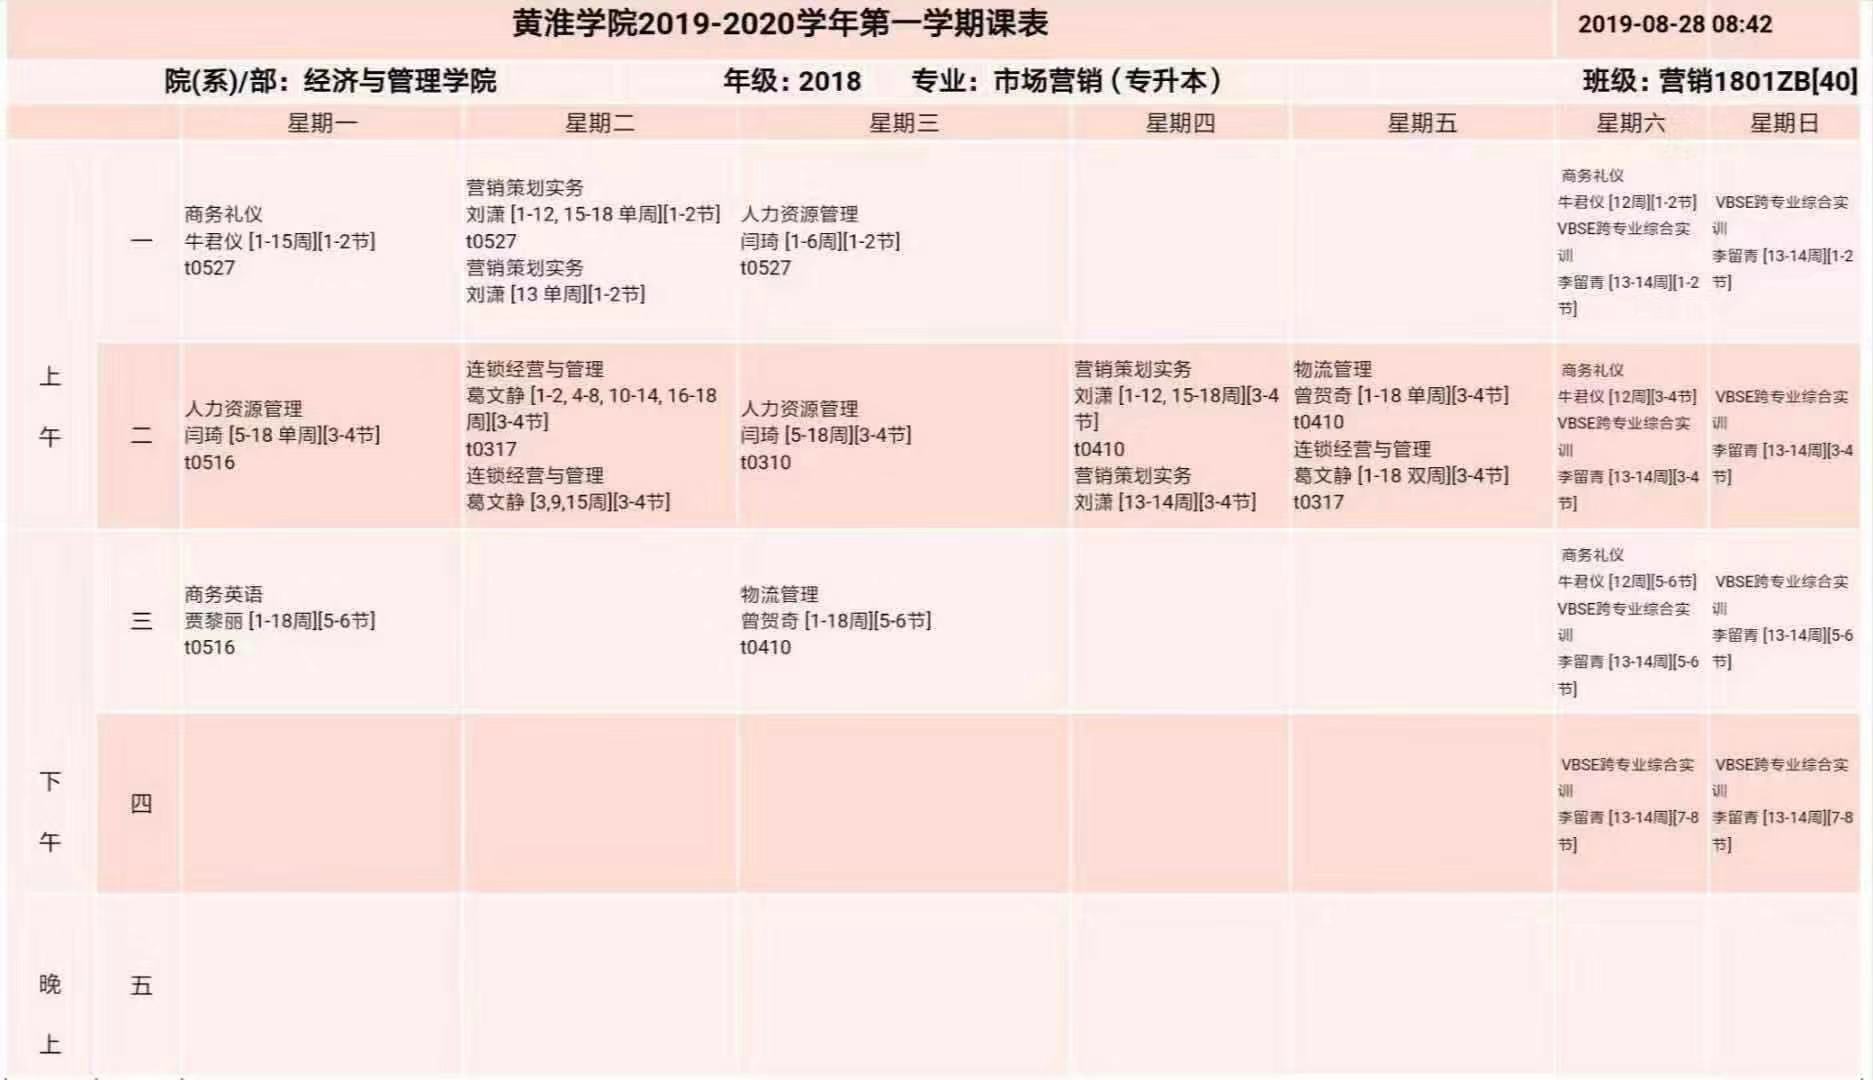 黄淮学院2019-2020学年第一学期课表
2019-08-28 08:42
院(系)/部：经济与管理学院 年级：2018 专业：市场营销（专升本） 班级：营销1801ZB[40]
星期一 星期二 星期三 星期四 星期五 星期六 星期日
上午
一
商务礼仪
牛君仪 [1-15周][1-2节]
t0527
营销策划实务
刘潇 [1-12, 15-18 单周][1-2节]
t0527
营销策划实务
刘潇 [13 单周][1-2节]
人力资源管理
闫琦 [1-6周][1-2节]
t0527
商务礼仪
牛君仪 [12周][1-2节]
VBSE跨专业综合实
训
李留青 [13-14周][1-2
节]
VBSE跨专业综合实
训
李留青 [13-14周][1-2
节]
二
人力资源管理
闫琦 [5-18 单周][3-4节]
t0516
连锁经营与管理
葛文静 [1-2, 4-8, 10-14, 16-18
周][3-4节]
t0317
连锁经营与管理
葛文静 [3,9,15周][3-4节]
人力资源管理
闫琦 [5-18周][3-4节]
t0310
营销策划实务
刘潇 [1-12, 15-18周][3-4
节]
t0410
营销策划实务
刘潇 [13-14周][3-4节]
物流管理
曾贺奇 [1-18 单周][3-4节]
t0410
连锁经营与管理
葛文静 [1-18 双周][3-4节]
t0317
商务礼仪
牛君仪 [12周][3-4节]
VBSE跨专业综合实
训
李留青 [13-14周][3-4
节]
VBSE跨专业综合实
训
李留青 [13-14周][3-4
节]
下午
三
商务英语
贾黎丽 [1-18周][5-6节]
t0516
物流管理
曾贺奇 [1-18周][5-6节]
t0410
商务礼仪
牛君仪 [12周][5-6节]
VBSE跨专业综合实
训
李留青 [13-14周][5-6
节]
VBSE跨专业综合实
训
李留青 [13-14周][5-6
节]
四
VBSE跨专业综合实
训
李留青 [13-14周][7-8
节]
VBSE跨专业综合实
训
李留青 [13-14周][7-8
节]
晚上
五